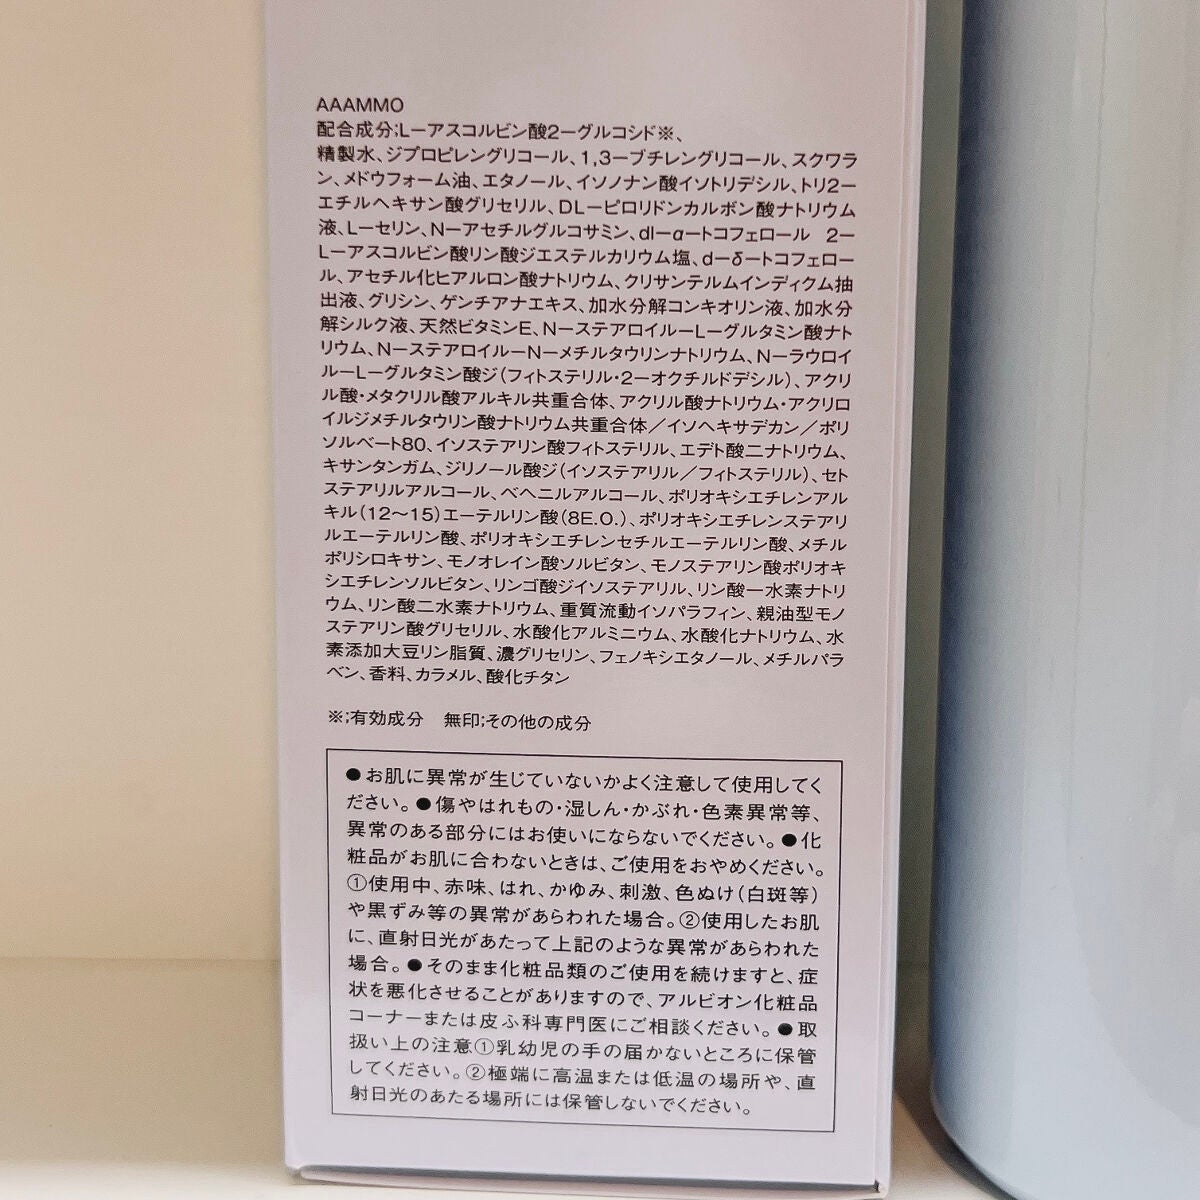 AAAMMO
配合成分;L－アスコルビン酸2－グルコシド※、
精製水、ジプロピレングリコール、1,3－ブチレングリコール、スクワラ
ン、メドウフォーム油、エタノール、イソノナン酸イソトリデシル、トリ2－
エチルヘキサン酸グリセリル、DL－ピロリドンカルボン酸ナトリウム
液、L－セリン、N－アセチルグルコサミン、dl－α－トコフェロール　2－
L－アスコルビン酸リン酸ジエステルカリウム塩、d－δ－トコフェロー
ル、アセチル化ヒアルロン酸ナトリウム、クリサンテルムインディクム抽
出液、グリシン、ゲンチアナエキス、加水分解コンキオリン液、加水分
解シルク液、天然ビタミンE、N－ステアロイル－L－グルタミン酸ナト
リウム、N－ステアロイル－N－メチルタウリンナトリウム、N－ラウロイ
ル－L－グルタミン酸ジ(フィトステリル・2－オクチルドデシル)、アクリ
ル酸・メタクリル酸アルキル共重合体、アクリル酸ナトリウム・アクリロ
イルジメチルタウリン酸ナトリウム共重合体／イソヘキサデカン／ポリ
ソルベート80、イソステアリン酸フィトステリル、エデト酸二ナトリウム、
キサンタンガム、ジリノール酸ジ(イソステアリル／フィトステリル)、セト
ステアリルアルコール、ベヘニルアルコール、ポリオキシエチレンアル
キル(12～15)エーテルリン酸(8E.O.)、ポリオキシエチレンステアリ
ルエーテルリン酸、ポリオキシエチレンセチルエーテルリン酸、メチル
ポリシロキサン、モノオレイン酸ソルビタン、モノステアリン酸ポリオキ
シエチレンソルビタン、リンゴ酸ジイソステアリル、リン酸一水素ナトリ
ウム、リン酸二水素ナトリウム、重質流動イソパラフィン、親油型モノ
ステアリン酸グリセリル、水酸化アルミニウム、水酸化ナトリウム、水
素添加大豆リン脂質、濃グリセリン、フェノキシエタノール、メチルパラ
ベン、香料、カラメル、酸化チタン
※;有効成分　無印;その他の成分
●お肌に異常が生じていないかよく注意して使用してく
ださい。●傷やはれもの・湿しん・かぶれ・色素異常等、
異常のある部分にはお使いにならないでください。●化
粧品がお肌に合わないときは、ご使用をおやめください。
①使用中、赤味、はれ、かゆみ、刺激、色ぬけ(白斑等)
や黒ずみ等の異常があらわれた場合。②使用したお肌
に、直射日光があたって上記のような異常があらわれた
場合。●そのまま化粧品類のご使用を続けますと、症
状を悪化させることがありますので、アルビオン化粧品
コーナーまたは皮ふ科専門医にご相談ください。●取
扱い上の注意①乳幼児の手の届かないところに保管
してください。②極端に高温または低温の場所や、直
射日光のあたる場所には保管しないでください。